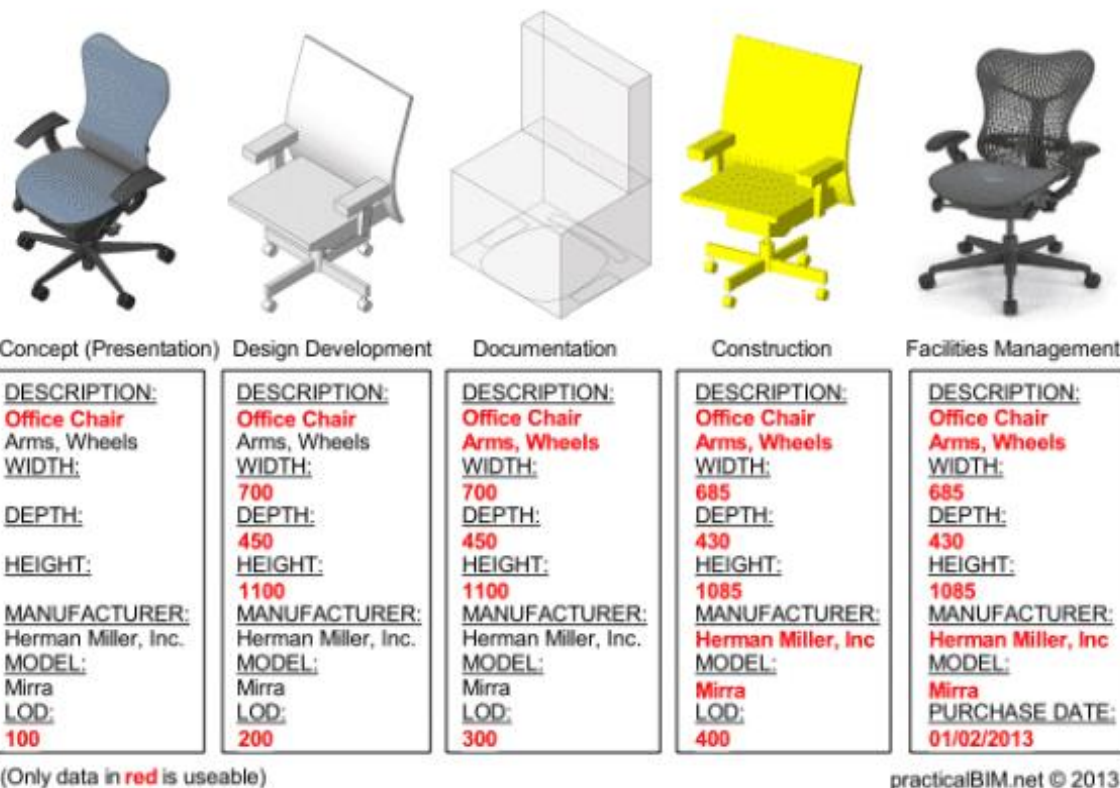 Concept (Presentation)
Design Development
Documentation
Construction
Facilities Management
DESCRIPTION:
Office Chair
Arms, Wheels
WIDTH:
DEPTH:
HEIGHT:
MANUFACTURER:
Herman Miller, Inc.
MODEL:
Mirra
LOD:
100
DESCRIPTION:
Office Chair
Arms, Wheels
WIDTH:
700
DEPTH:
450
HEIGHT:
1100
MANUFACTURER:
Herman Miller, Inc.
MODEL:
Mirra
LOD:
200
DESCRIPTION:
Office Chair
Arms, Wheels
WIDTH:
700
DEPTH:
450
HEIGHT:
1100
MANUFACTURER:
Herman Miller, Inc.
MODEL:
Mirra
LOD:
300
DESCRIPTION:
Office Chair
Arms, Wheels
WIDTH:
685
DEPTH:
430
HEIGHT:
1085
MANUFACTURER:
Herman Miller, Inc
MODEL:
Mirra
LOD:
400
DESCRIPTION:
Office Chair
Arms, Wheels
WIDTH:
685
DEPTH:
430
HEIGHT:
1085
MANUFACTURER:
Herman Miller, Inc
MODEL:
Mirra
PURCHASE DATE:
01/02/2013
(Only data in red is useable)
practicalBIM.net © 2013